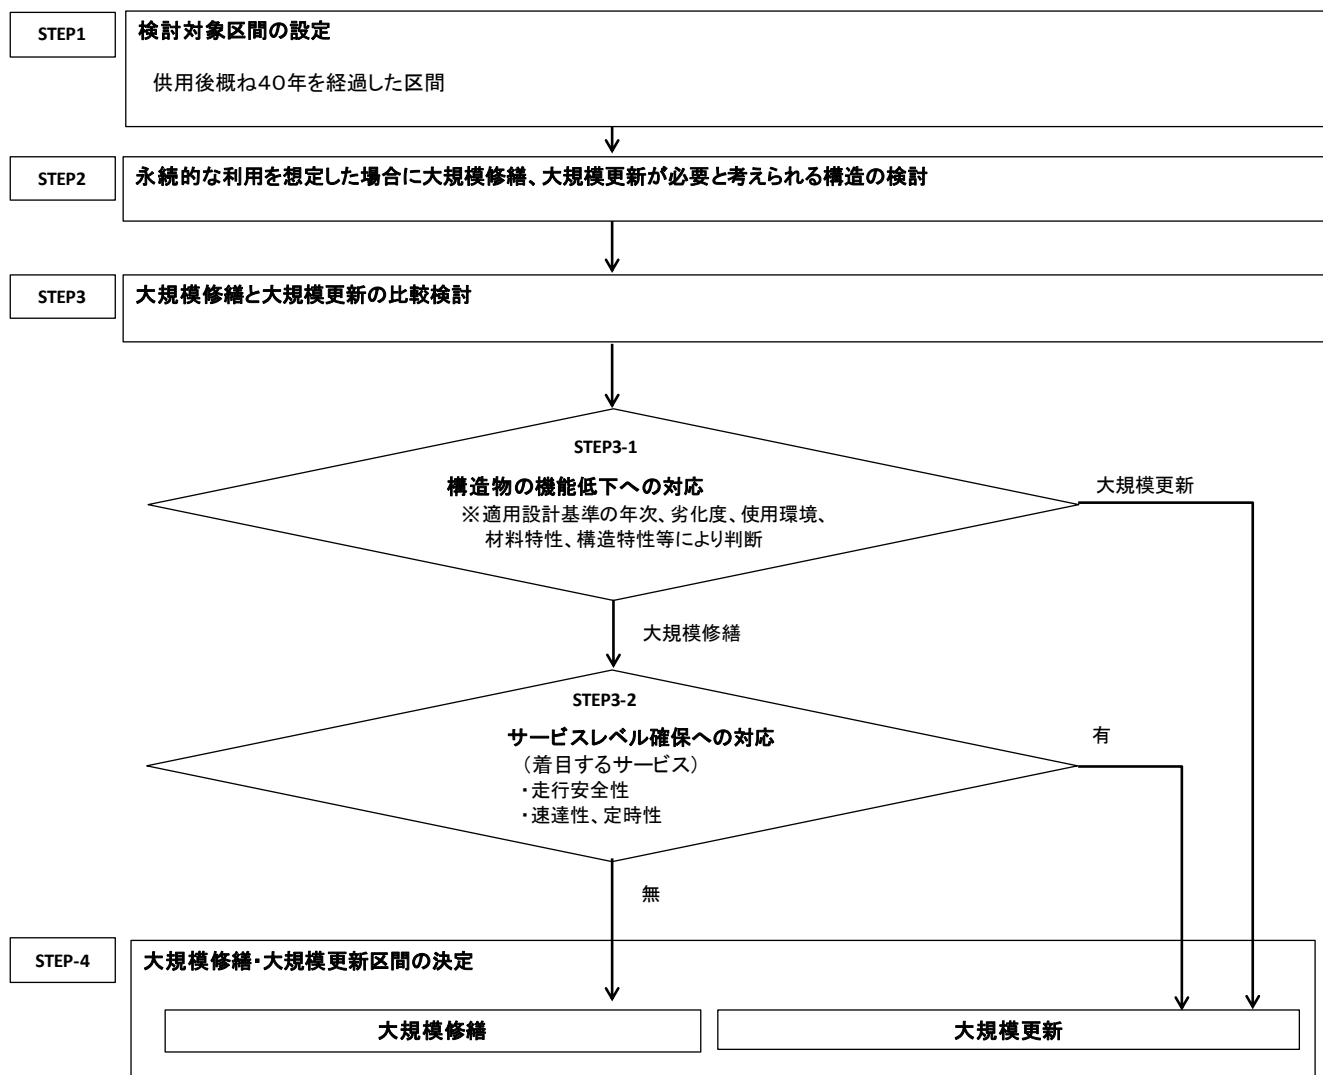 STEP1
検討対象区間の設定
供用後概ね４０年を経過した区間
STEP2
永続的な利用を想定した場合に大規模修繕、大規模更新が必要と考えられる構造の検討
STEP3
大規模修繕と大規模更新の比較検討
STEP3-1
構造物の機能低下への対応
※適用設計基準の年次、劣化度、使用環境、
材料特性、構造特性等により判断
大規模更新
大規模修繕
STEP3-2
サービスレベル確保への対応
（着目するサービス）
・走行安全性
・速達性、定時性
有
無
STEP-4
大規模修繕・大規模更新区間の決定
大規模修繕
大規模更新